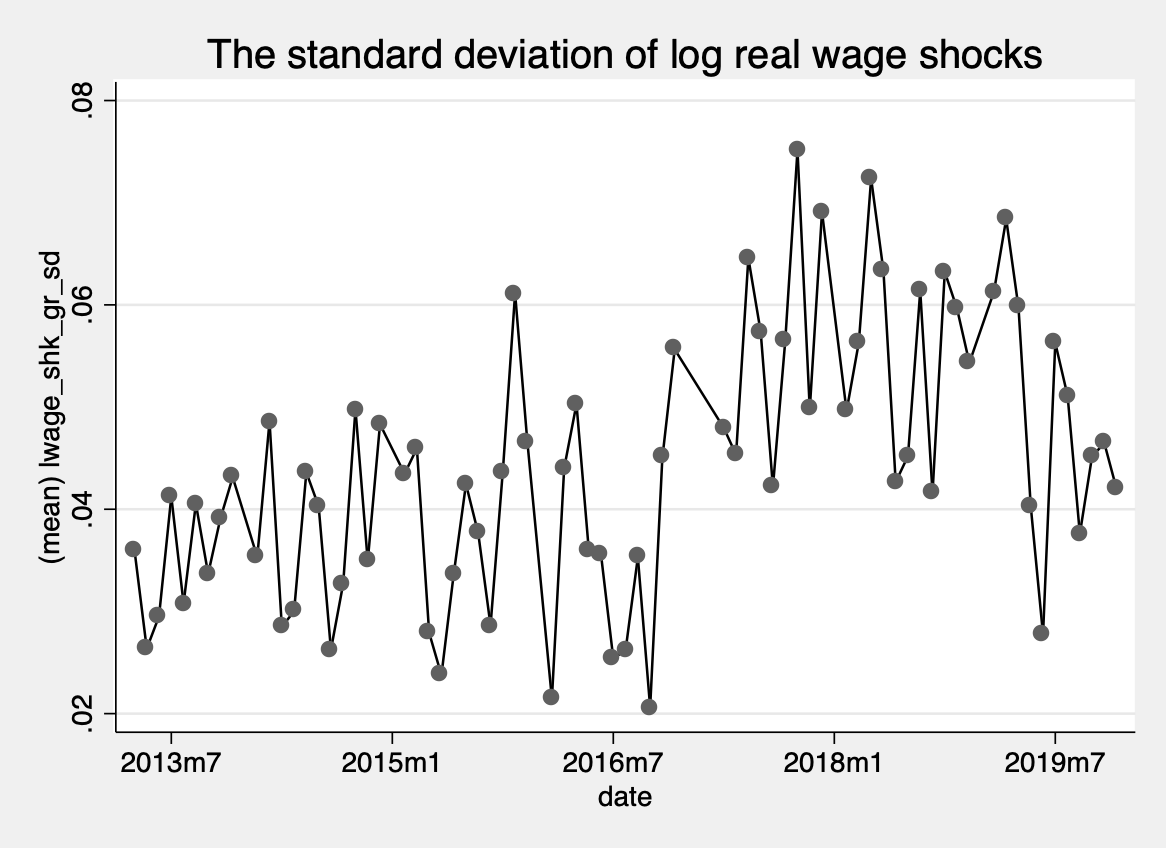 The standard deviation of log real wage shocks
(mean) lwage_shk_gr_sd
.08
.06
.04
.02
2013m7 2015m1 2016m7 2018m1 2019m7
date